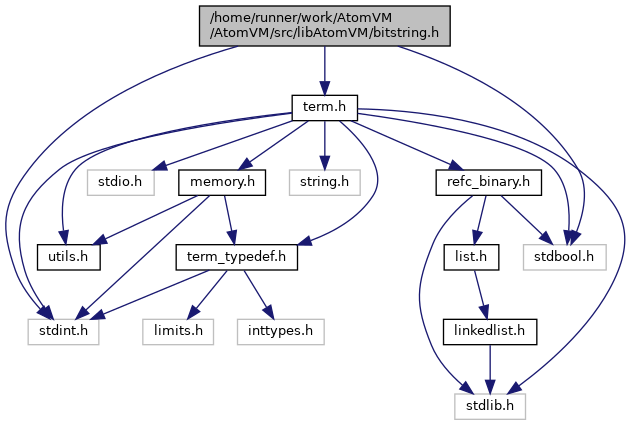 /home/runner/work/AtomVM
/AtomVM/src/libAtomVM/bitstring.h
term.h
stdio.h
memory.h
string.h
refc_binary.h
utils.h
term_typedef.h
list.h
stdbool.h
stdint.h
limits.h
inttypes.h
linkedlist.h
stdlib.h